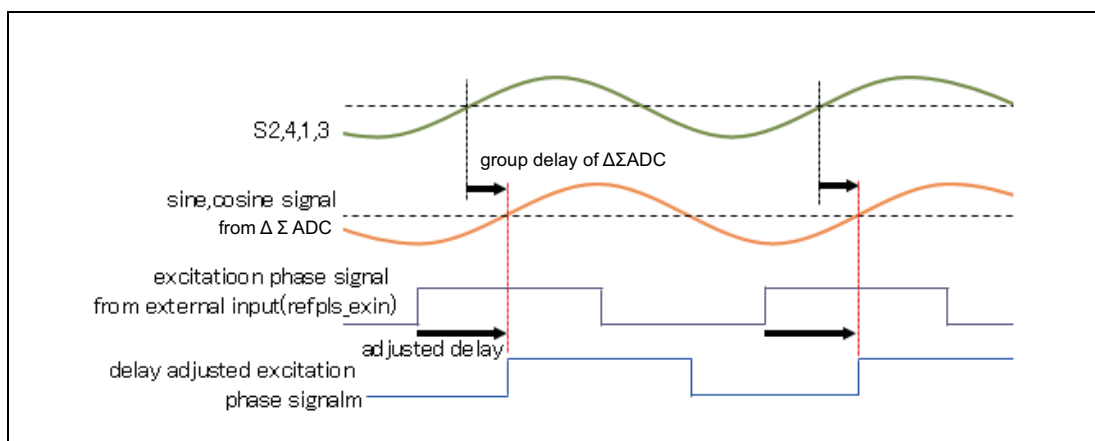 S2,4,1,3
group delay of ΔΣADC
sine,cosine signal
from Δ Σ ADC
excitatioon phase signal
from external input(refpls_exin)
adjusted delay
delay adjusted excitation
phase signalm